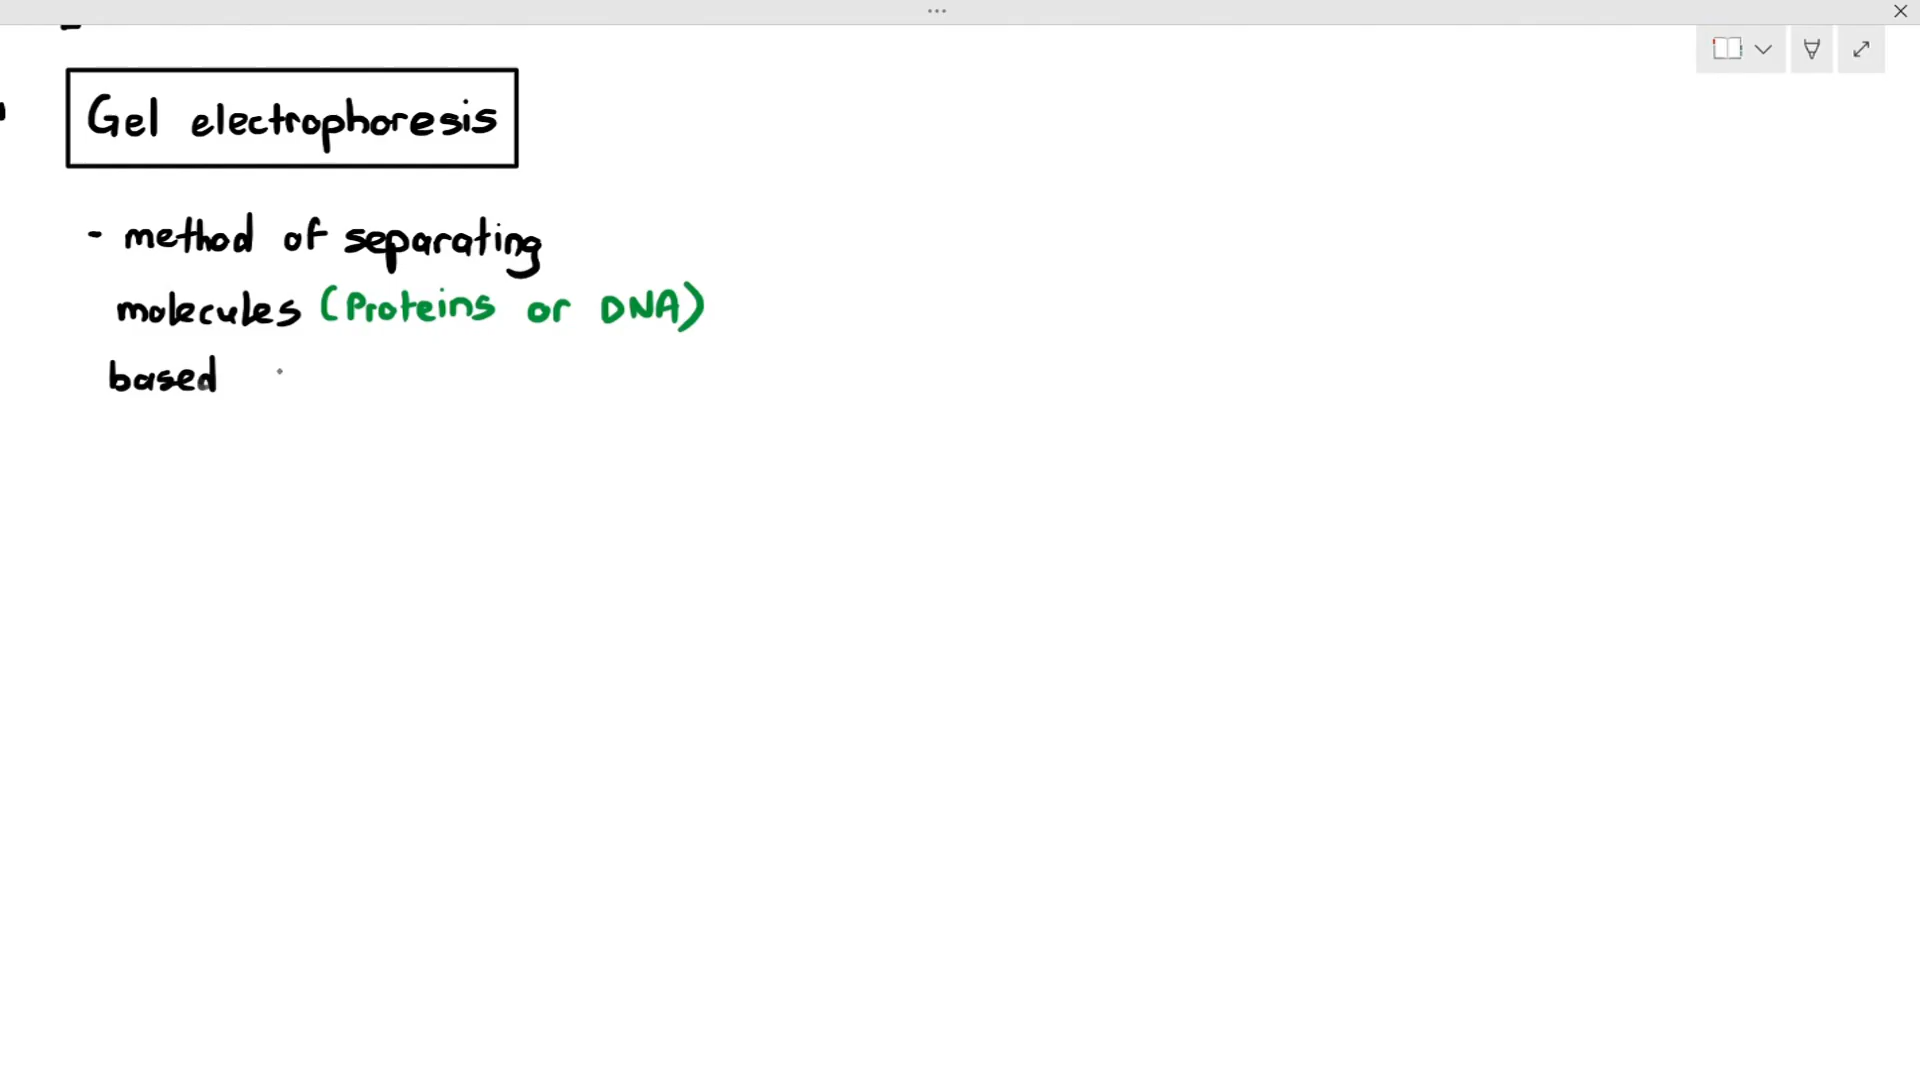 Gel electrophoresis
- method of separating
molecules (Proteins or DNA)
based